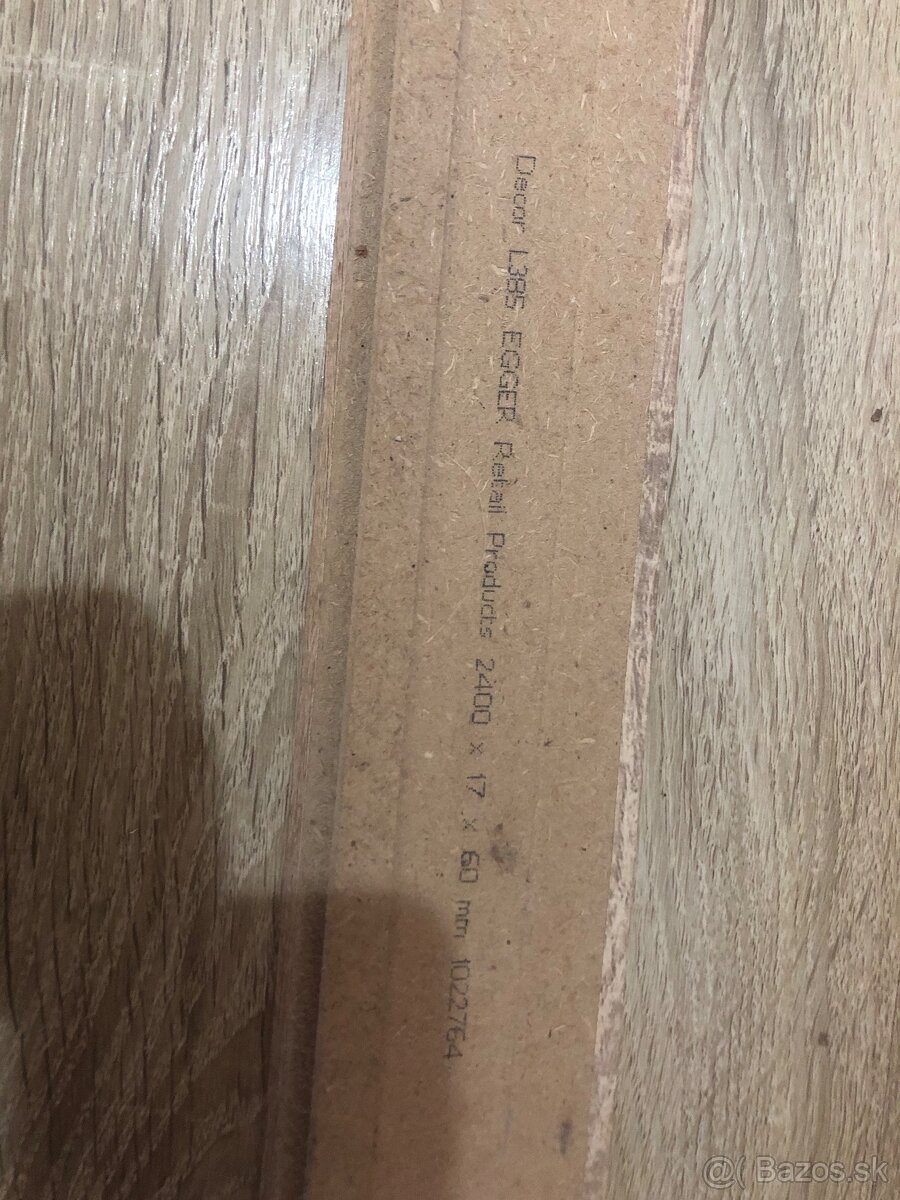 Decor L385 EGGER Retail Products 2400 x 17 x 60 mm 1022764
@( Bazos.sk